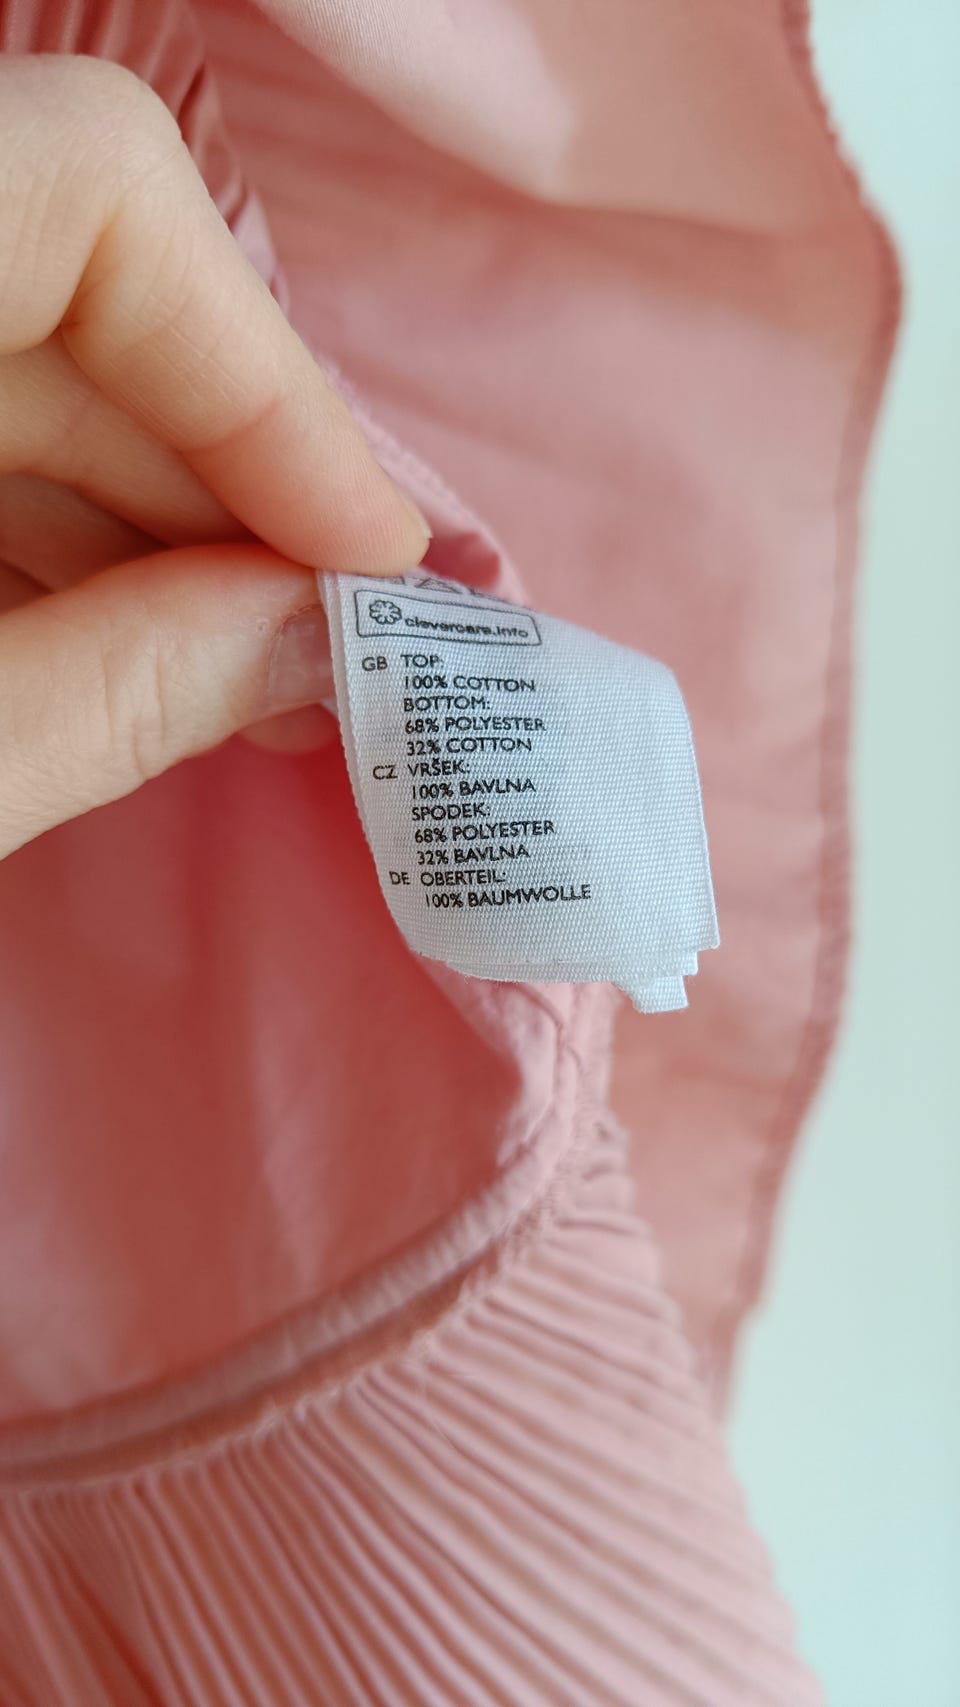 clevercare.info
GB TOP:
100% COTTON
BOTTOM:
68% POLYESTER
32% COTTON
CZ VRŠEK:
100% BAVLNA
SPODEK:
68% POLYESTER
32% BAVLNA
DE OBERTEIL:
100% BAUMWOLLE